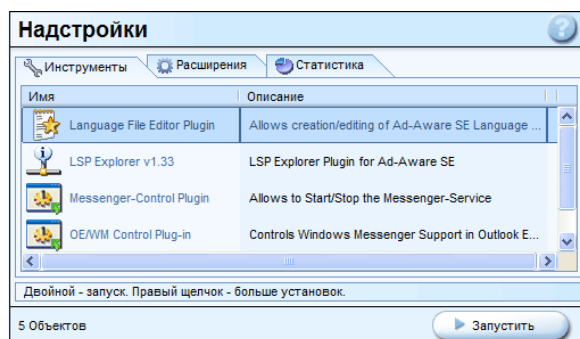 Надстройки
Инструменты Расширения Статистика
Имя Описание
Language File Editor Plugin Allows creation/editing of Ad-Aware SE Language ...
LSP Explorer v1.33 LSP Explorer Plugin for Ad-Aware SE
Messenger-Control Plugin Allows to Start/Stop the Messenger-Service
OE/WM Control Plug-in Controls Windows Messenger Support in Outlook E...
Двойной - запуск. Правый щелчок - больше установок.
5 Объектов Запустить